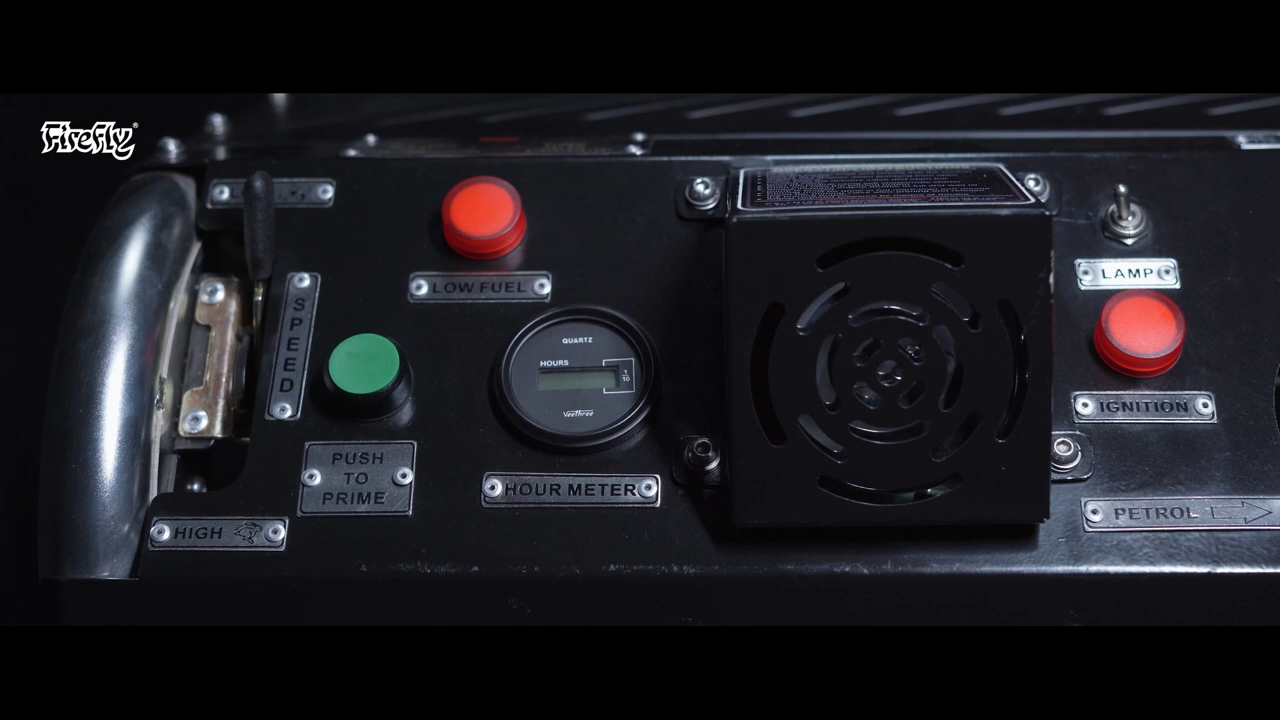 Firefly®
LOW FUEL
LAMP
SPEED
QUARTZ
HOURS
1
10
Veethree
IGNITION
PUSH
TO
PRIME
HOUR METER
PETROL
HIGH